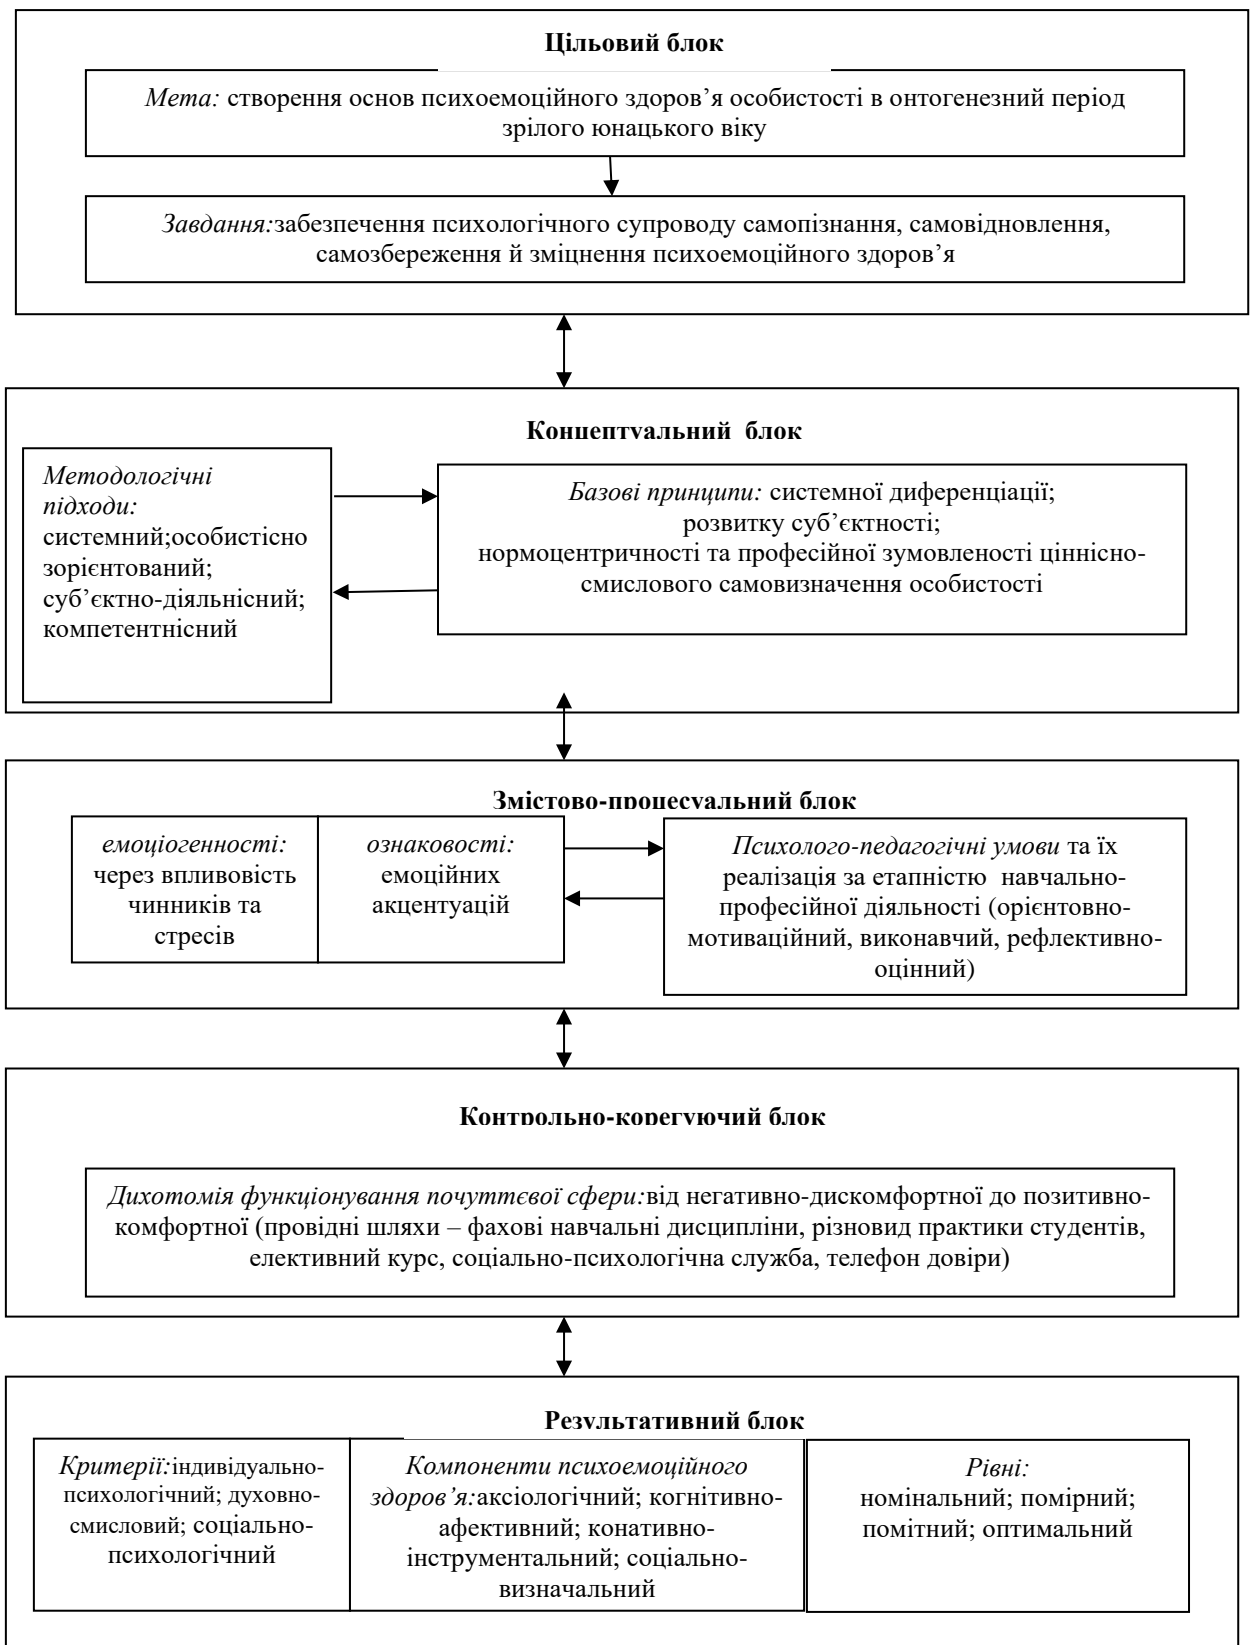 Цільовий блок
Мета: створення основ психоемоційного здоров’я особистості в онтогенезний період
зрілого юнацького віку
Завдання:забезпечення психологічного супроводу самопізнання, самовідновлення,
самозбереження й зміцнення психоемоційного здоров’я
Концептуальний блок
Методологічні
підходи:
системний;особистісно
зорієнтований;
суб’єктно-діяльнісний;
компетентнісний
Базові принципи: системної диференціації;
розвитку суб’єктності;
нормоцентричності та професійної зумовленості ціннісно-
смислового самовизначення особистості
Змістово-процесуальний блок
емоціогенності:
через впливовість
чинників та
стресів
ознаковості:
емоційних
акцентуацій
Психолого-педагогічні умови та їх
реалізація за етапністю навчально-
професійної діяльності (орієнтовно-
мотиваційний, виконавчий, рефлективно-
оцінний)
Контрольно-корегуючий блок
Дихотомія функціонування почуттєвої сфери:від негативно-дискомфортної до позитивно-
комфортної (провідні шляхи – фахові навчальні дисципліни, різновид практики студентів,
елективний курс, соціально-психологічна служба, телефон довіри)
Результативний блок
Критерії:індивідуально-
психологічний; духовно-
смисловий; соціально-
психологічний
Компоненти психоемоційного
здоров’я:аксіологічний; когнітивно-
афективний; конативно-
інструментальний; соціально-
визначальний
Рівні:
номінальний; помірний;
помітний; оптимальний